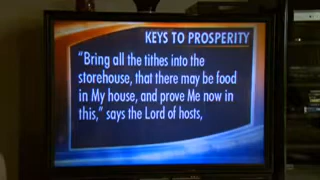 KEYS TO PROSPERITY
“Bring all the tithes into the
storehouse, that there may be food
in My house, and prove Me now in
this,” says the Lord of hosts,